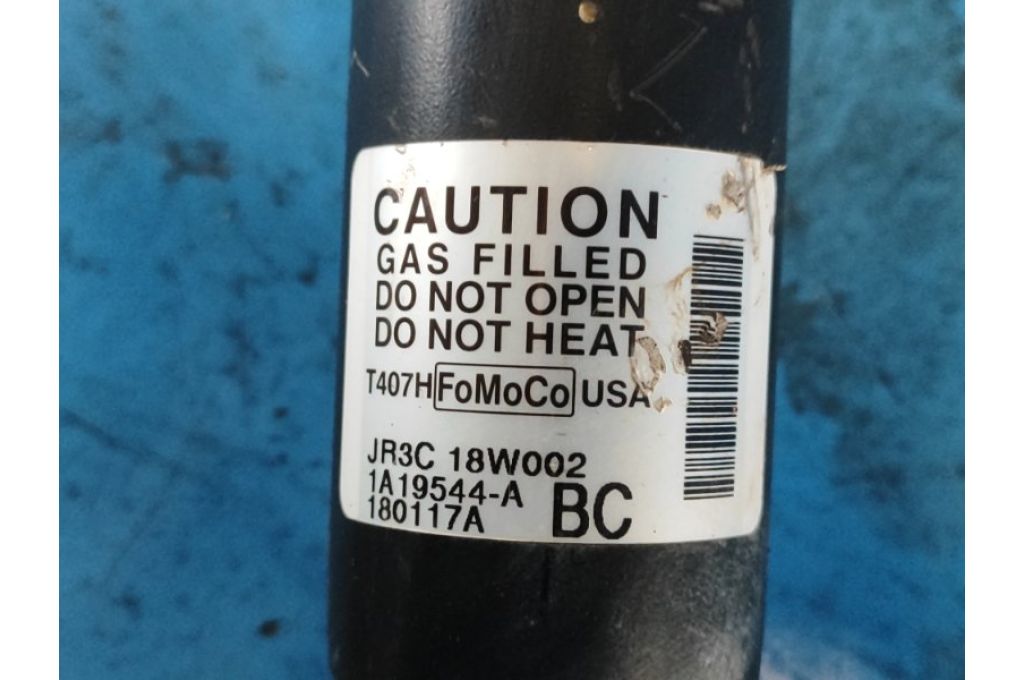 CAUTION
GAS FILLED
DO NOT OPEN
DO NOT HEAT
T407H FoMoCo USA
JR3C 18W002
1A19544-A BC
180117A